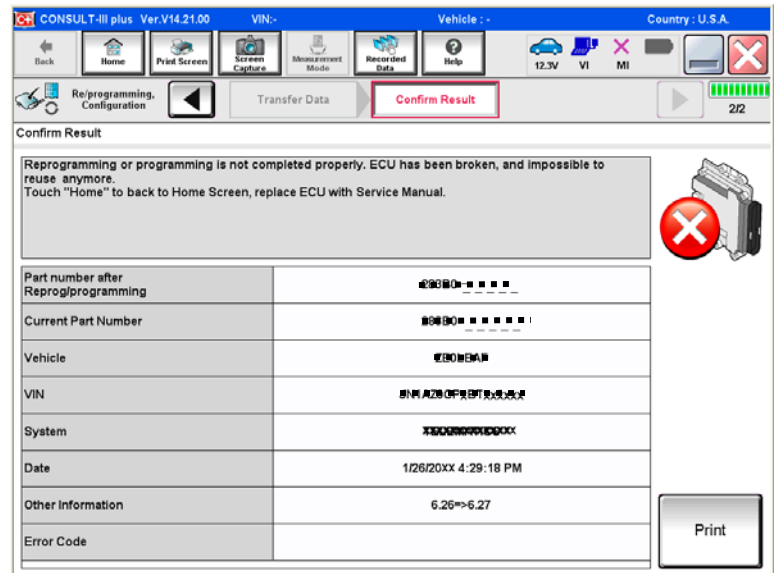 CONSULT-III plus Ver.V14.21.00 VIN:- Vehicle : - Country : U.S.A.
Back Home Print Screen Screen Capture Measurement Mode Recorded Data Help 12.3V VI MI
Re/programming, Configuration Transfer Data Confirm Result 2/2
Confirm Result
Reprogramming or programming is not completed properly. ECU has been broken, and impossible to
reuse anymore.
Touch "Home" to back to Home Screen, replace ECU with Service Manual.
Part number after
Reprog/programming
Current Part Number
Vehicle
VIN
System
Date 1/26/20XX 4:29:18 PM
Other Information 6.26=>6.27
Error Code
Print